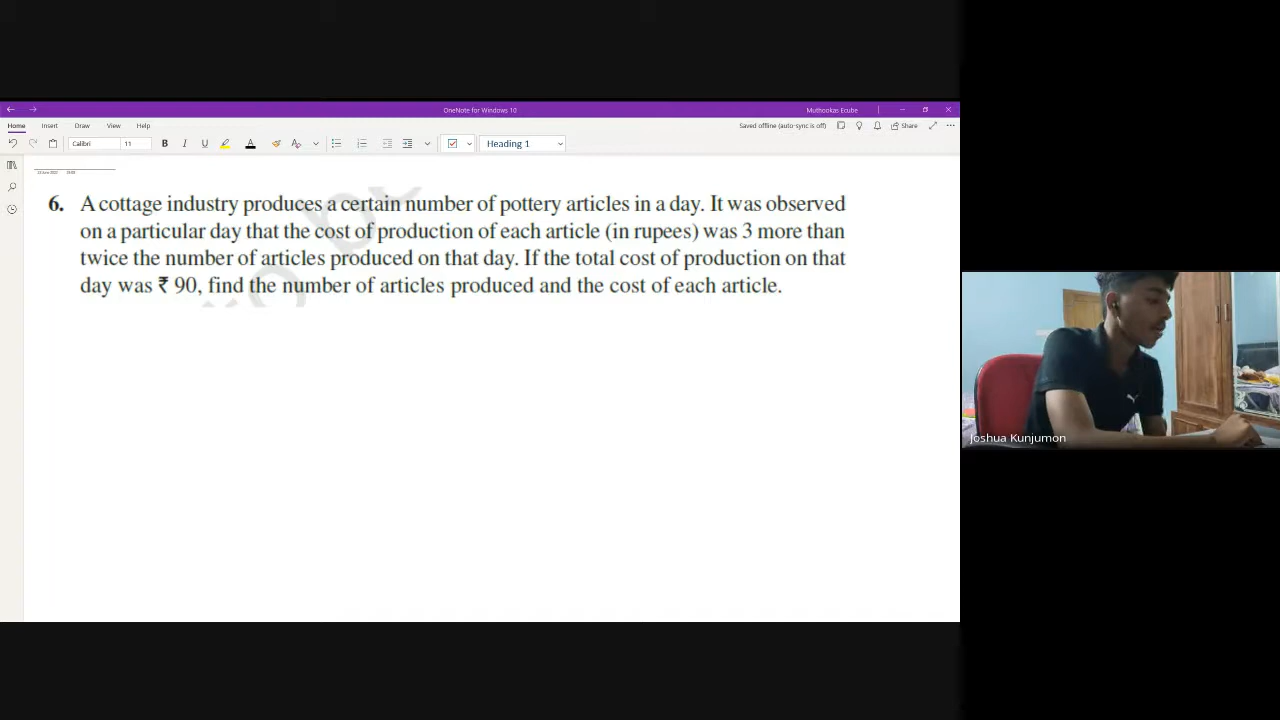 OneNote for Windows 10
Muthookas Ecube
Home Insert Draw View Help
Saved offline (auto-sync is off)
Share
Calibri 11 B I U A Heading 1
6. A cottage industry produces a certain number of pottery articles in a day. It was observed
on a particular day that the cost of production of each article (in rupees) was 3 more than
twice the number of articles produced on that day. If the total cost of production on that
day was ₹ 90, find the number of articles produced and the cost of each article.
Joshua Kunjumon